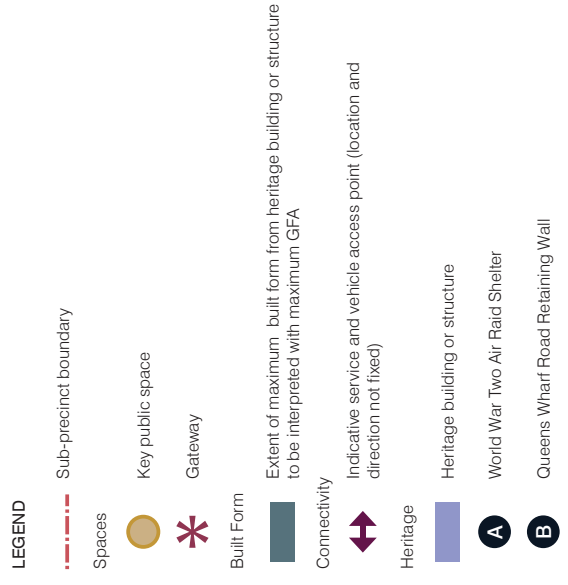 LEGEND
Sub-precinct boundary
Spaces
Key public space
Gateway
Built Form
Extent of maximum built form from heritage building or structure
to be interpreted with maximum GFA
Connectivity
Indicative service and vehicle access point (location and
direction not fixed)
Heritage
Heritage building or structure
A World War Two Air Raid Shelter
B Queens Wharf Road Retaining Wall